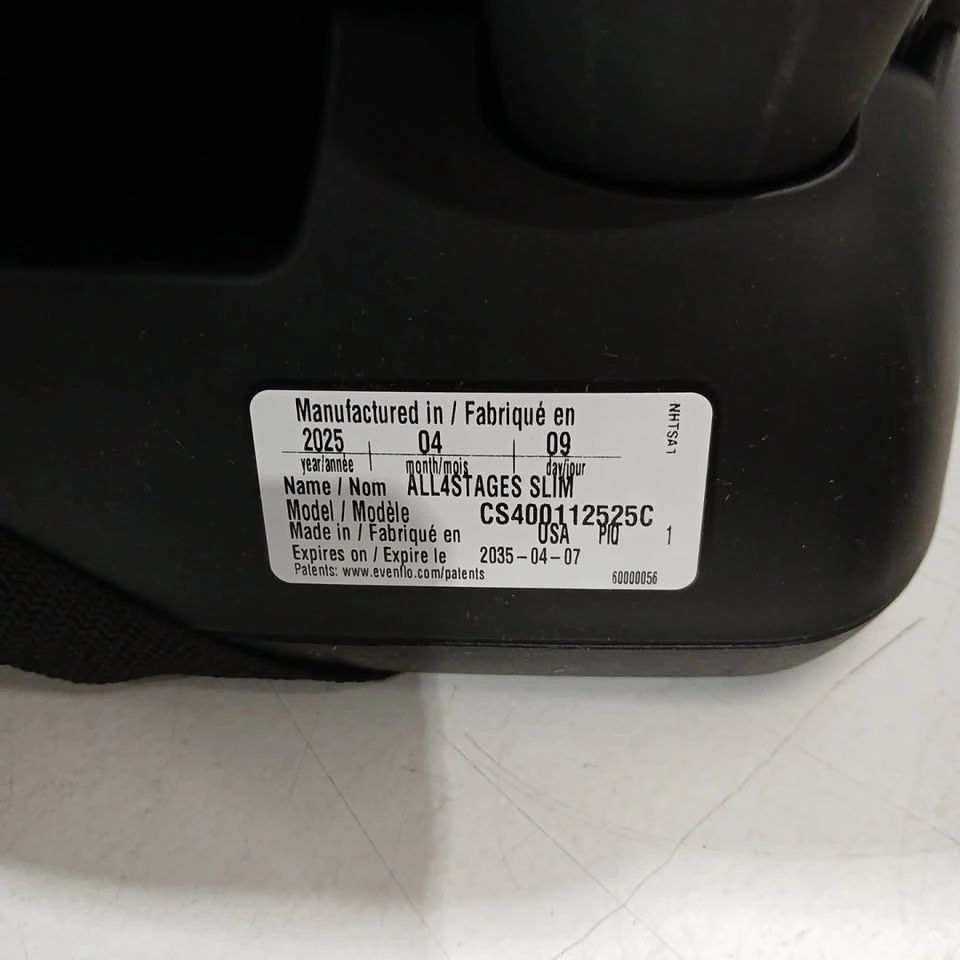 Manufactured in / Fabriqué en
2025 04 09
year/année month/mois day/jour
Name / Nom ALL4STAGES SLIM
Model / Modèle CS400112525C
Made in / Fabriqué en USA PIQ 1
Expires on / Expire le 2035-04-07
Patents: www.evenflo.com/patents 60000056
NHTSA1